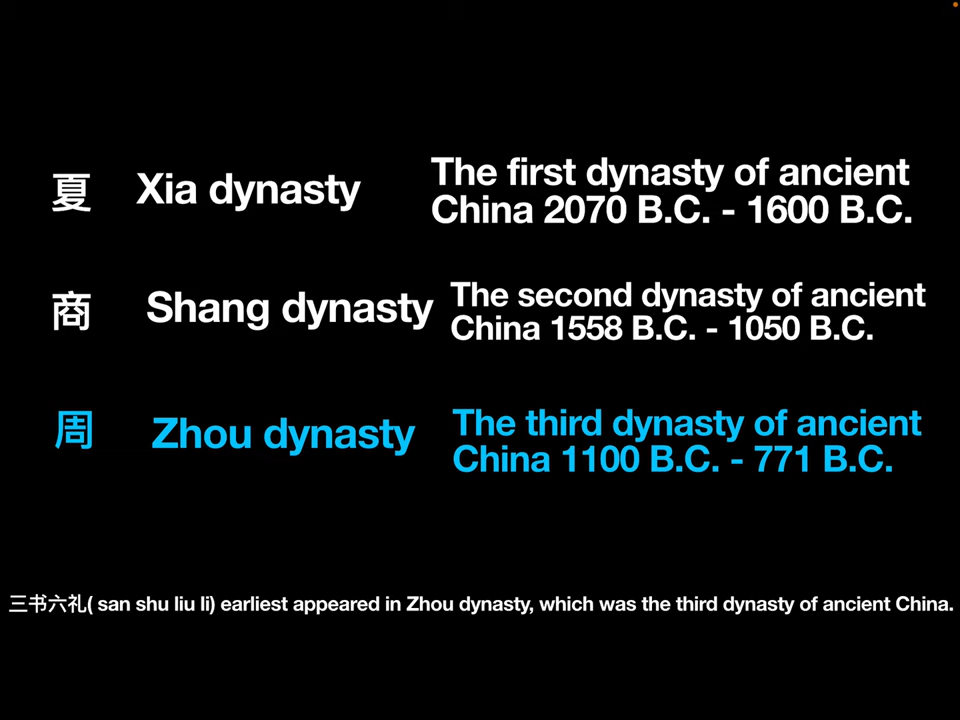 夏 Xia dynasty The first dynasty of ancient
China 2070 B.C. - 1600 B.C.
商 Shang dynasty The second dynasty of ancient
China 1558 B.C. - 1050 B.C.
周 Zhou dynasty The third dynasty of ancient
China 1100 B.C. - 771 B.C.
三书六礼( san shu liu li) earliest appeared in Zhou dynasty, which was the third dynasty of ancient China.